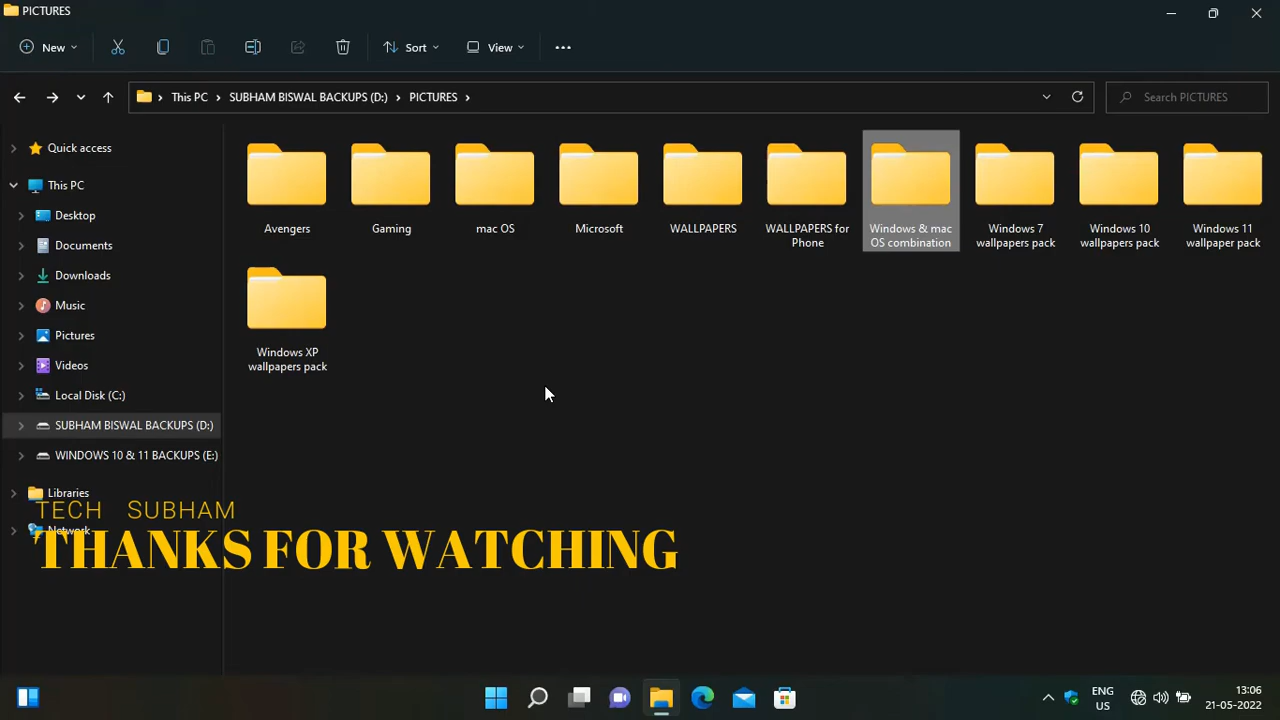 PICTURES
New
Sort
View
This PC
SUBHAM BISWAL BACKUPS (D:)
PICTURES
Search PICTURES
Quick access
This PC
Desktop
Documents
Downloads
Music
Pictures
Videos
Local Disk (C:)
SUBHAM BISWAL BACKUPS (D:)
WINDOWS 10 & 11 BACKUPS (E:)
Libraries
Network
Avengers
Gaming
mac OS
Microsoft
WALLPAPERS
WALLPAPERS for
Phone
Windows & mac
OS combination
Windows 7
wallpapers pack
Windows 10
wallpapers pack
Windows 11
wallpaper pack
Windows XP
wallpapers pack
TECH SUBHAM
THANKS FOR WATCHING
ENG
US
13:06
21-05-2022